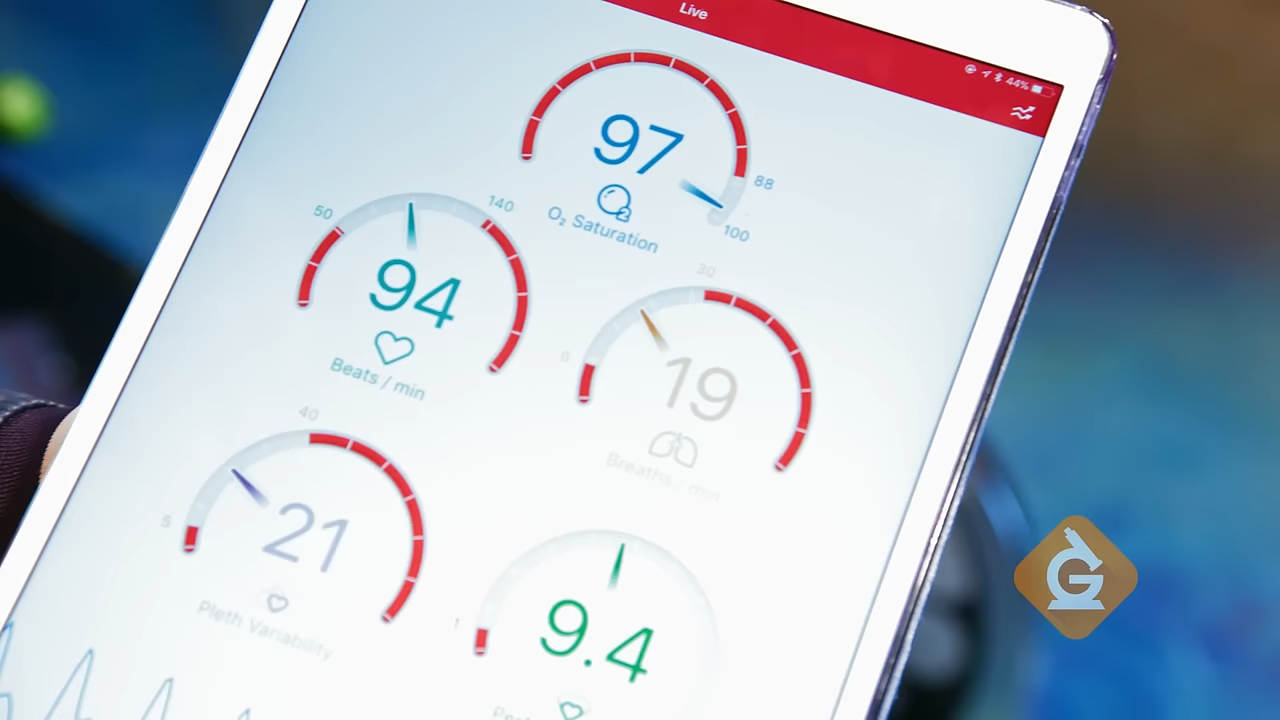 Live
44%
97
88
100
O₂ Saturation
50
140
94
Beats / min
30
6
19
Breaths / min
40
5
21
Pleth Variability
1
9.4
G